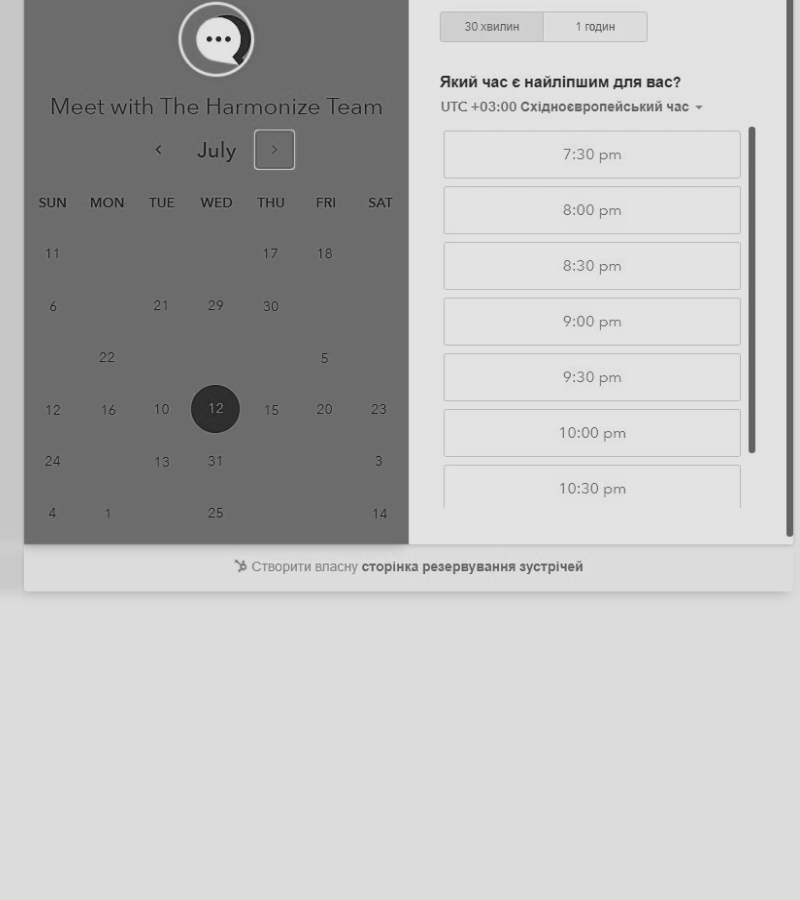 30 хвилин 1 годин
Який час є найліпшим для вас?
UTC +03:00 Східноєвропейський час
Meet with The Harmonize Team
July
SUN MON TUE WED THU FRI SAT
11 17 18
6 21 29 30
22 5
12 16 10 12 15 20 23
24 13 31 3
4 1 25 14
7:30 pm
8:00 pm
8:30 pm
9:00 pm
9:30 pm
10:00 pm
10:30 pm
Створити власну сторінка резервування зустрічей